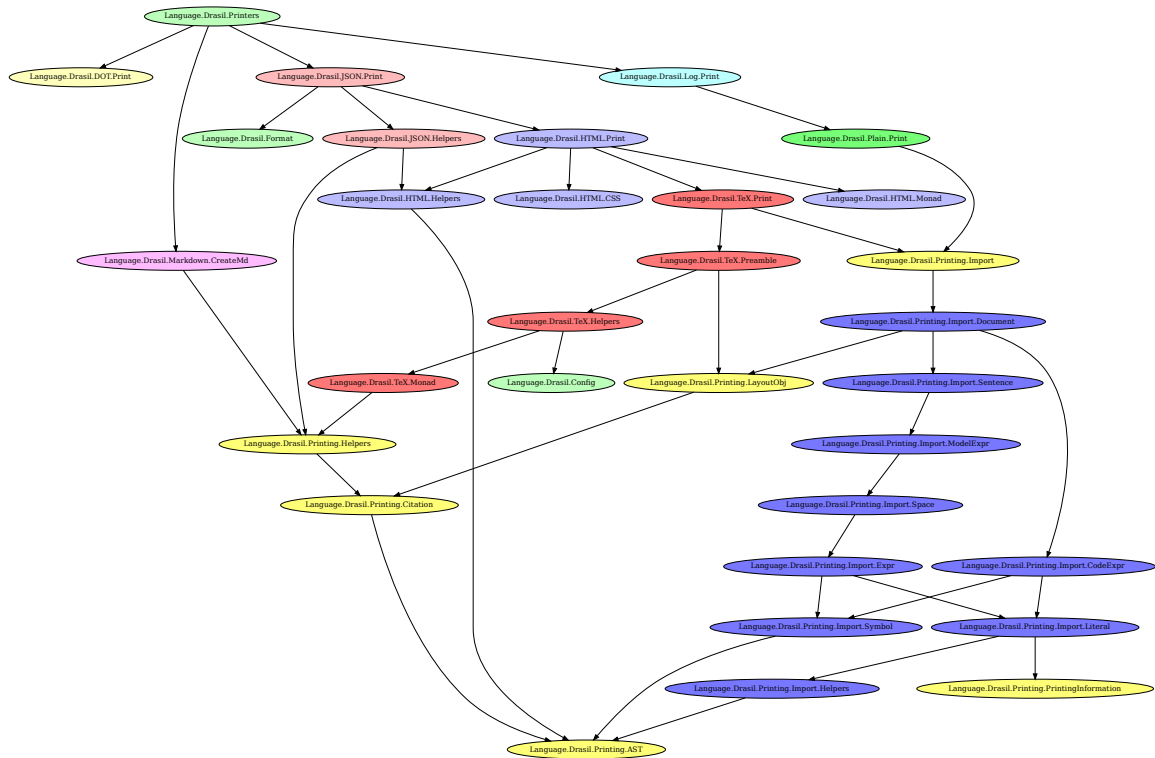 Language.Drasil.Printers
Language.Drasil.DOT.Print
Language.Drasil.JSON.Print
Language.Drasil.Log.Print
Language.Drasil.Format
Language.Drasil.JSON.Helpers
Language.Drasil.HTML.Print
Language.Drasil.Plain.Print
Language.Drasil.HTML.Helpers
Language.Drasil.HTML.CSS
Language.Drasil.TeX.Print
Language.Drasil.HTML.Monad
Language.Drasil.Markdown.CreateMd
Language.Drasil.TeX.Preamble
Language.Drasil.Printing.Import
Language.Drasil.TeX.Helpers
Language.Drasil.Printing.Import.Document
Language.Drasil.TeX.Monad
Language.Drasil.Config
Language.Drasil.Printing.LayoutObj
Language.Drasil.Printing.Import.Sentence
Language.Drasil.Printing.Helpers
Language.Drasil.Printing.Import.ModelExpr
Language.Drasil.Printing.Citation
Language.Drasil.Printing.Import.Space
Language.Drasil.Printing.Import.Expr
Language.Drasil.Printing.Import.CodeExpr
Language.Drasil.Printing.Import.Symbol
Language.Drasil.Printing.Import.Literal
Language.Drasil.Printing.Import.Helpers
Language.Drasil.Printing.PrintingInformation
Language.Drasil.Printing.AST